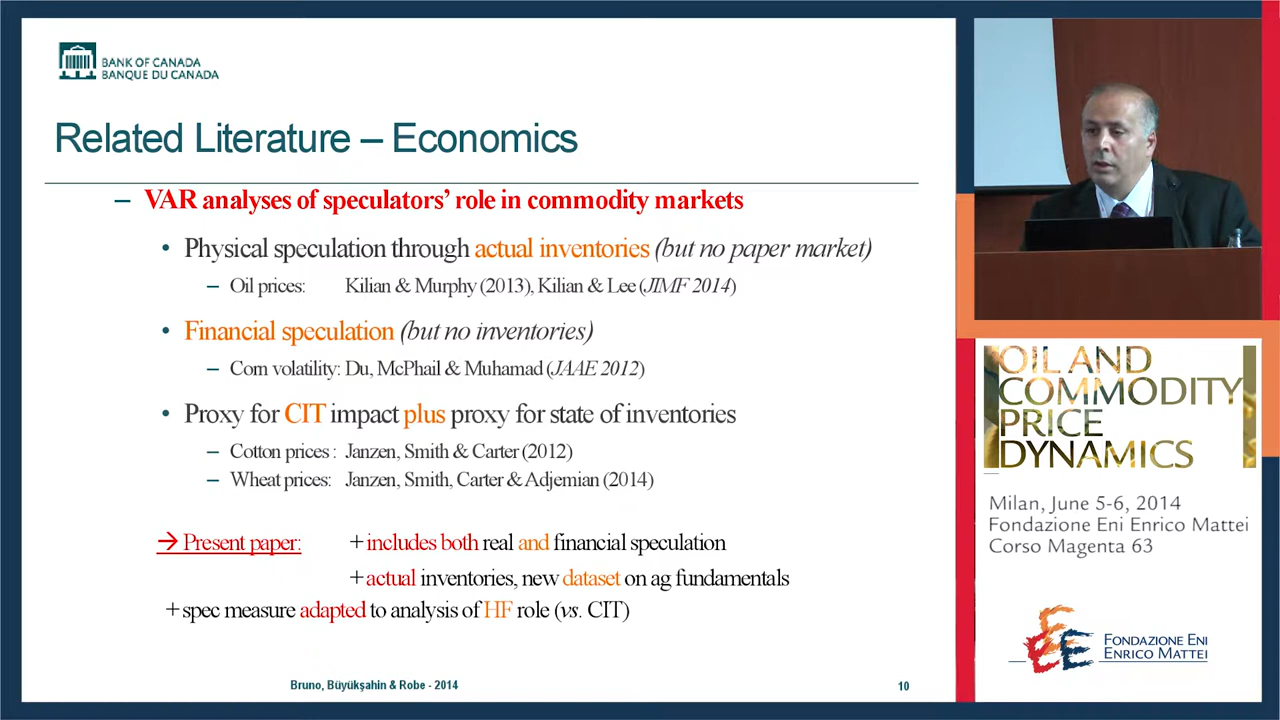 BANK OF CANADA
BANQUE DU CANADA
Related Literature – Economics
– VAR analyses of speculators’ role in commodity markets
• Physical speculation through actual inventories (but no paper market)
– Oil prices: Kilian & Murphy (2013), Kilian & Lee (JIMF 2014)
• Financial speculation (but no inventories)
– Corn volatility: Du, McPhail & Muhamad (JAAE 2012)
• Proxy for CIT impact plus proxy for state of inventories
– Cotton prices : Janzen, Smith & Carter (2012)
– Wheat prices: Janzen, Smith, Carter & Adjemian (2014)
→ Present paper: + includes both real and financial speculation
+ actual inventories, new dataset on ag fundamentals
+ spec measure adapted to analysis of HF role (vs. CIT)
Bruno, Büyükşahin & Robe - 2014
10
OIL AND
COMMODITY
PRICE
DYNAMICS
Milan, June 5-6, 2014
Fondazione Eni Enrico Mattei
Corso Magenta 63
FONDAZIONE ENI
ENRICO MATTEI